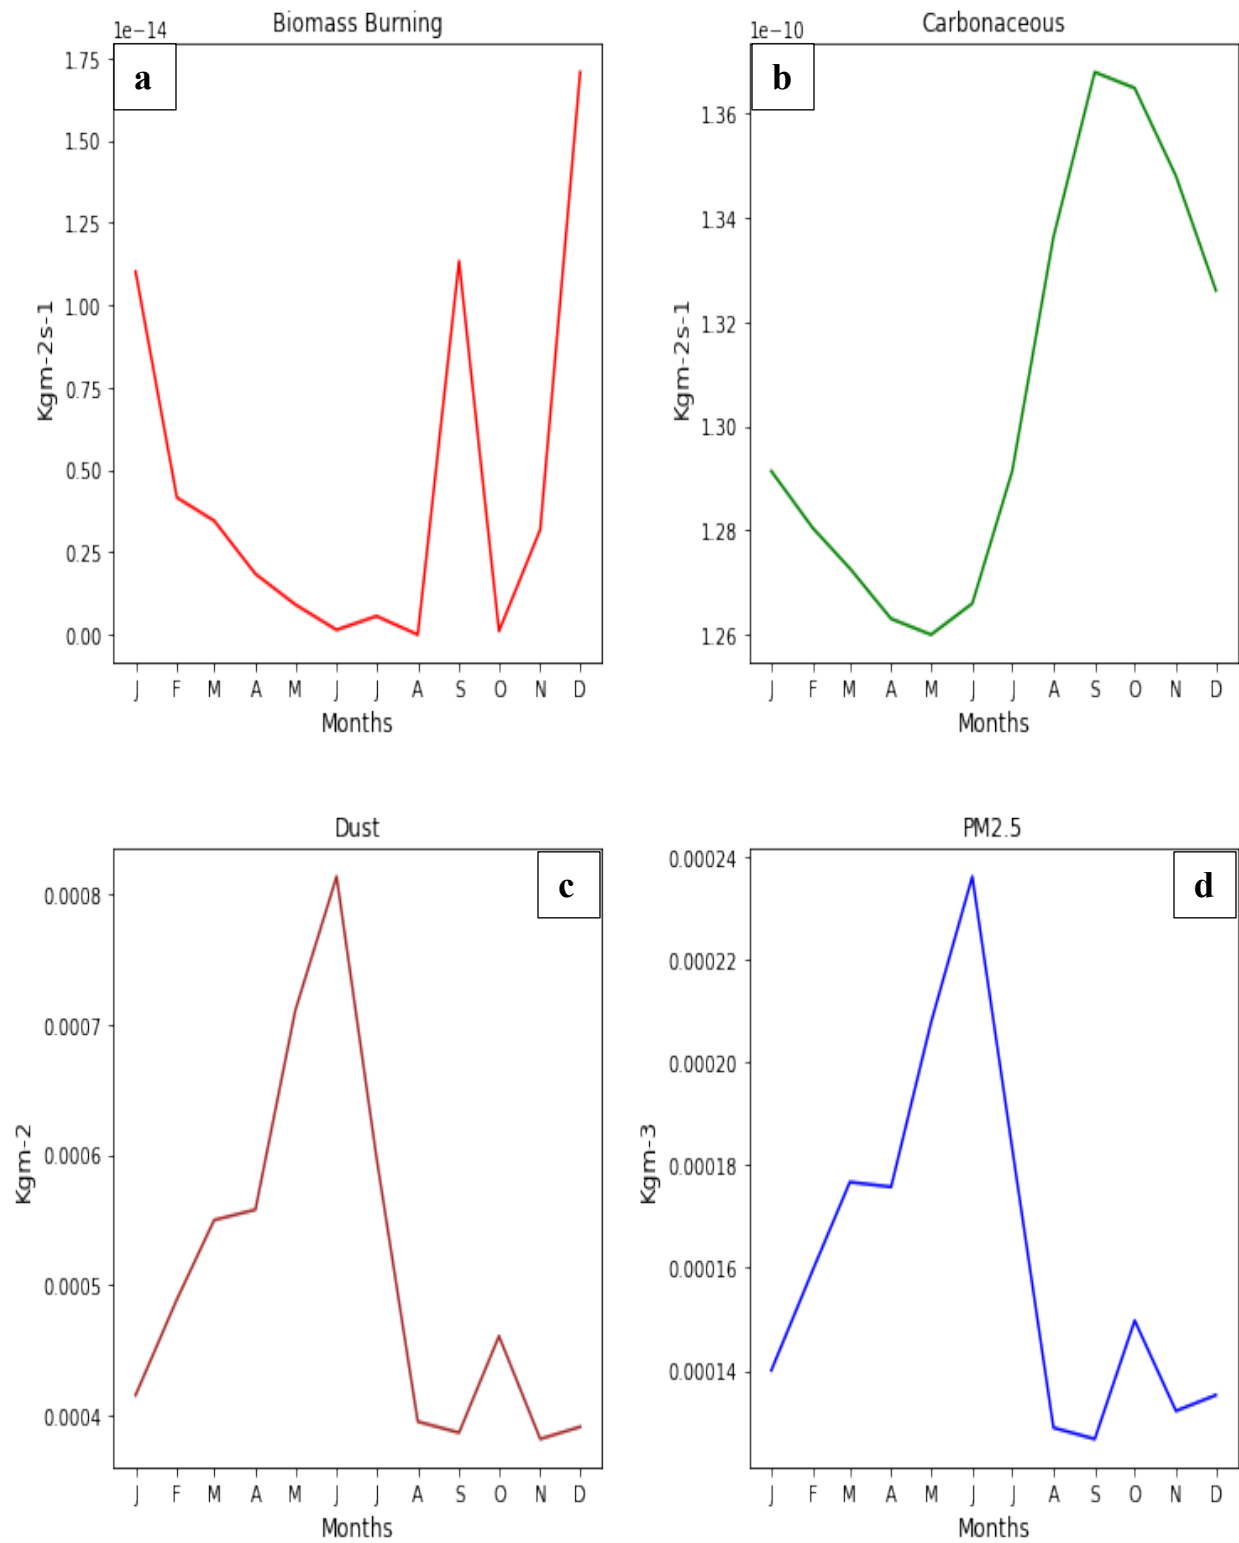 Biomass Burning
1e−14
a
1.75
1.50
1.25
1.00
0.75
0.50
0.25
0.00
Kgm-2s-1
J F M A M J J A S O N D
Months
Carbonaceous
1e−10
b
1.36
1.34
1.32
1.30
1.28
1.26
Kgm-2s-1
J F M A M J J A S O N D
Months
Dust
c
0.0008
0.0007
0.0006
0.0005
0.0004
Kgm-2
J F M A M J J A S O N D
Months
PM2.5
d
0.00024
0.00022
0.00020
0.00018
0.00016
0.00014
Kgm-3
J F M A M J J A S O N D
Months